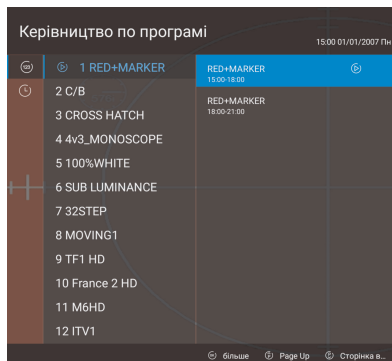 Керівництво по програмі
15:00 01/01/2007 Пн
123
1 RED+MARKER
2 C/B
3 CROSS HATCH
4 4v3_MONOSCOPE
5 100%WHITE
6 SUB LUMINANCE
7 32STEP
8 MOVING1
9 TF1 HD
10 France 2 HD
11 M6HD
12 ITV1
RED+MARKER
15:00-18:00
RED+MARKER
18:00-21:00
більше
Page Up
Сторінка в...